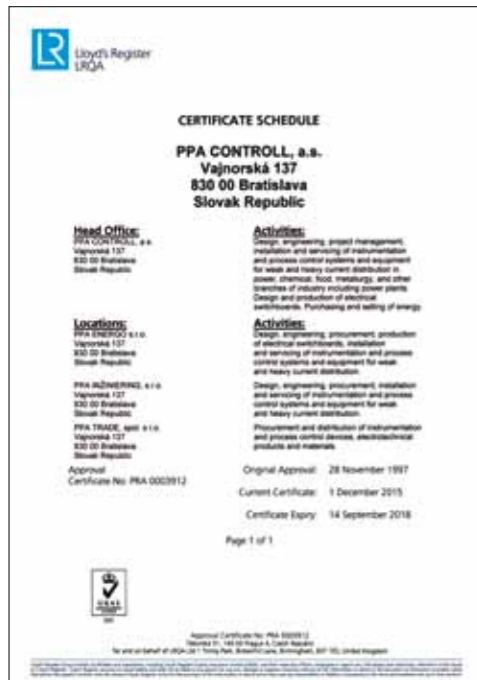 LR
Lloyd's Register
LRQA
CERTIFICATE SCHEDULE
PPA CONTROLL, a.s.
Vajnorská 137
830 00 Bratislava
Slovak Republic
Head Office:
PPA CONTROLL, a.s.
Vajnorská 137
830 00 Bratislava
Slovak Republic
Activities:
Design, engineering, project management,
installation and servicing of instrumentation
and process control systems and equipment
for weak and heavy current distribution in
power, chemical, food, metalurgy, and other
branches of industry including power plants.
Design and production of electrical
switchboards. Purchasing and selling of energy.
Locations:
PPA ENERGO s.r.o.
Vajnorská 137
830 00 Bratislava
Slovak Republic
Activities:
Design, engineering, procurement, production
of electrical switchboards, installation
and servicing of instrumentation and process
control systems and equipment for weak
and heavy current distribution.
PPA INŽINIERING, s.r.o.
Vajnorská 137
830 00 Bratislava
Slovak Republic
Design, engineering, procurement, installation
and servicing of instrumentation and process
control systems and equipment for weak
and heavy current distribution.
PPA TRADE, spol. s r.o.
Vajnorská 137
830 00 Bratislava
Slovak Republic
Procurement and distribution of instrumentation
and process control devices, electrotechnical
products and materials.
Approval
Certificate No: PRA 0003912
Original Approval: 28 November 1997
Current Certificate: 1 December 2015
Certificate Expiry: 14 September 2018
Page 1 of 1
UKAS
Approval Certificate No: PRA 0003912